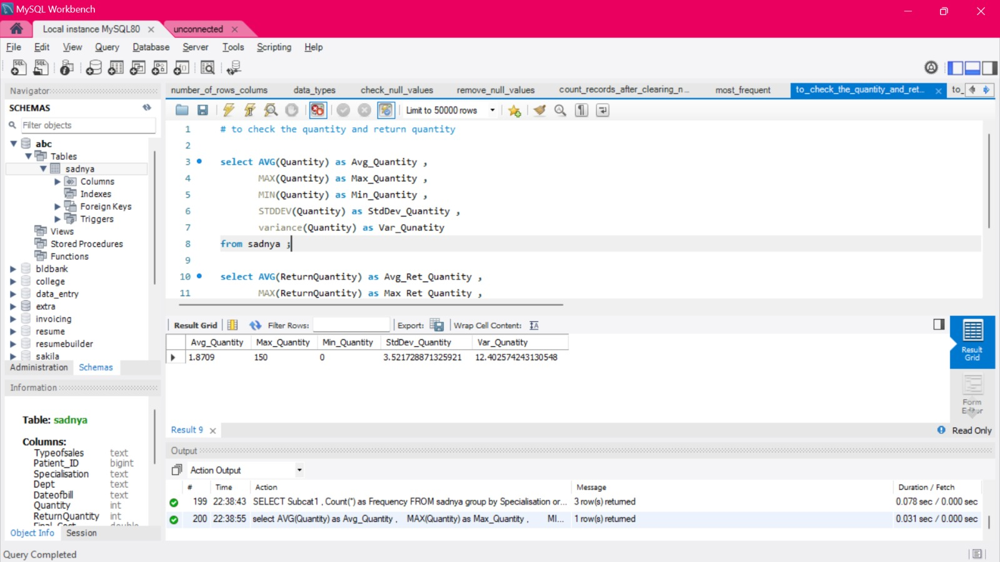 MySQL Workbench
Local instance MySQL80
unconnected
File Edit View Query Database Server Tools Scripting Help
Navigator
SCHEMAS
Filter objects
abc
Tables
sadnya
Columns
Indexes
Foreign Keys
Triggers
Views
Stored Procedures
Functions
bldbank
college
data_entry
extra
invoicing
resume
resumebuilder
sakila
Administration Schemas
Information
Table: sadnya
Columns:
Typeofsales text
Patient_ID bigint
Specialisation text
Dept text
Dateofbill text
Quantity int
ReturnQuantity int
Final_Cost double
Object Info Session
number_of_rows_colums data_types check_null_values remove_null_values count_records_after_clearing_n... most_frequent to_check_the_quantity_and_ret... to_
Limit to 50000 rows
1 # to check the quantity and return quantity
2
3 select AVG(Quantity) as Avg_Quantity ,
4 MAX(Quantity) as Max_Quantity ,
5 MIN(Quantity) as Min_Quantity ,
6 STDDEV(Quantity) as StdDev_Quantity ,
7 variance(Quantity) as Var_Qunatity
8 from sadnya ;
9
10 select AVG(ReturnQuantity) as Avg_Ret_Quantity ,
11 MAX(ReturnQuantity) as Max Ret Quantity ,
Result Grid Filter Rows: Export: Wrap Cell Content:
Avg_Quantity Max_Quantity Min_Quantity StdDev_Quantity Var_Qunatity
1.8709 150 0 3.521728871325921 12.402574243130548
Result Grid
Form Editor
Result 9
Read Only
Output
Action Output
# Time Action Message Duration / Fetch
199 22:38:43 SELECT Subcat1 , Count(*) as Frequency FROM sadnya group by Specialisation or... 3 row(s) returned 0.078 sec / 0.000 sec
200 22:38:55 select AVG(Quantity) as Avg_Quantity , MAX(Quantity) as Max_Quantity , MI... 1 row(s) returned 0.031 sec / 0.000 sec
Query Completed